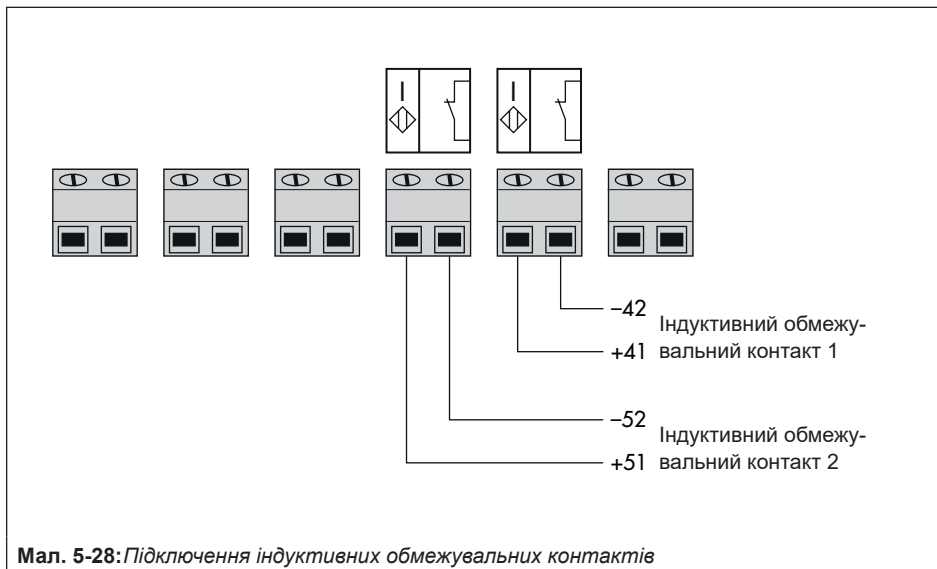 −42
Індуктивний обмежу-
+41 вальний контакт 1
−52
Індуктивний обмежу-
+51 вальний контакт 2
Мал. 5-28: Підключення індуктивних обмежувальних контактів